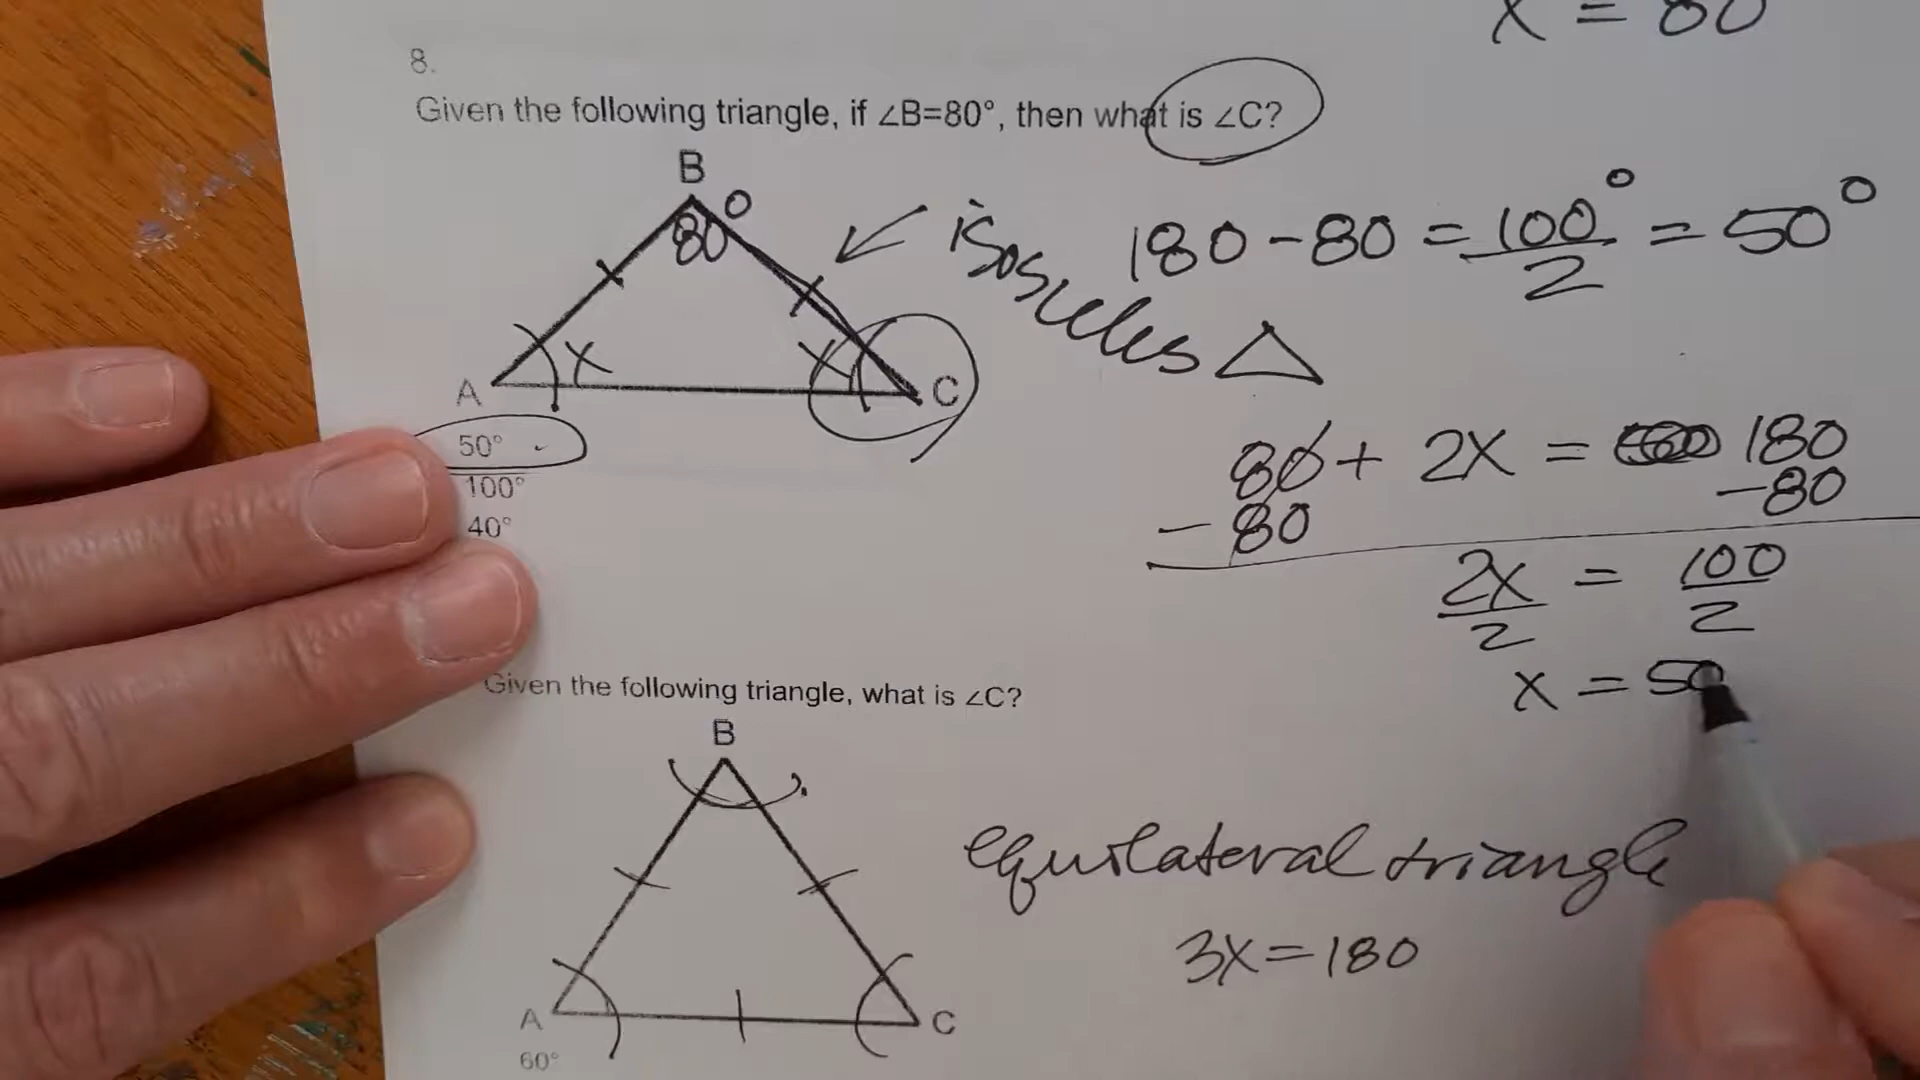 x = 80
8.
Given the following triangle, if ∠B=80°, then what is ∠C?
B
80°
isosceles
180 - 80 = 100° / 2 = 50°
x
x
A
C
50°
100°
40°
80 + 2x = 180
- 80 -80
2x / 2 = 100 / 2
x = 50
Given the following triangle, what is ∠C?
B
equilateral triangle
3x = 180
A
C
60°